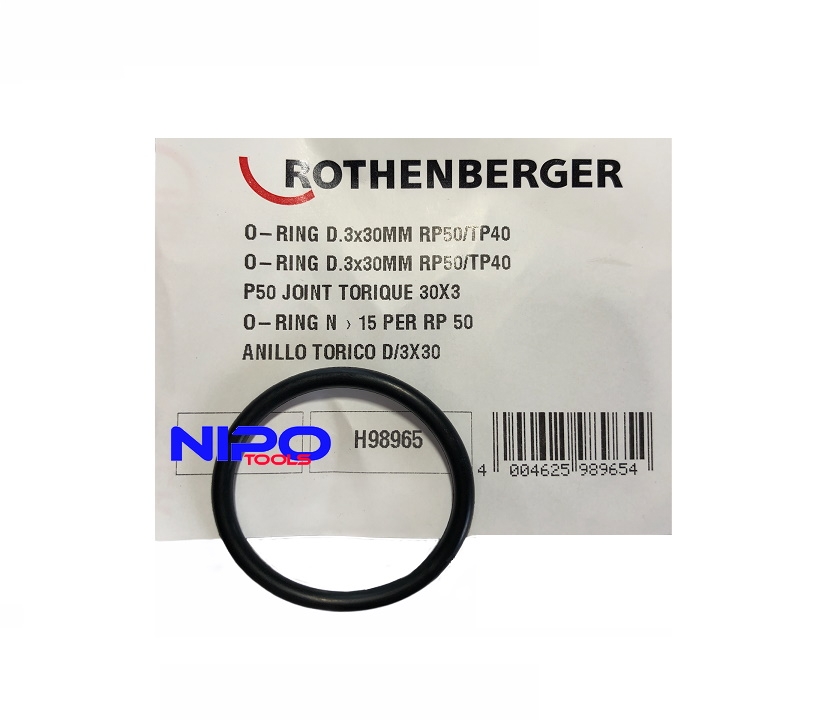 ROTHENBERGER
O-RING D.3x30MM RP50/TP40
O-RING D.3x30MM RP50/TP40
P50 JOINT TORIQUE 30X3
O-RING N › 15 PER RP 50
ANILLO TORICO D/3X30
NIPO
TOOLS
H98965
4 004625 989654